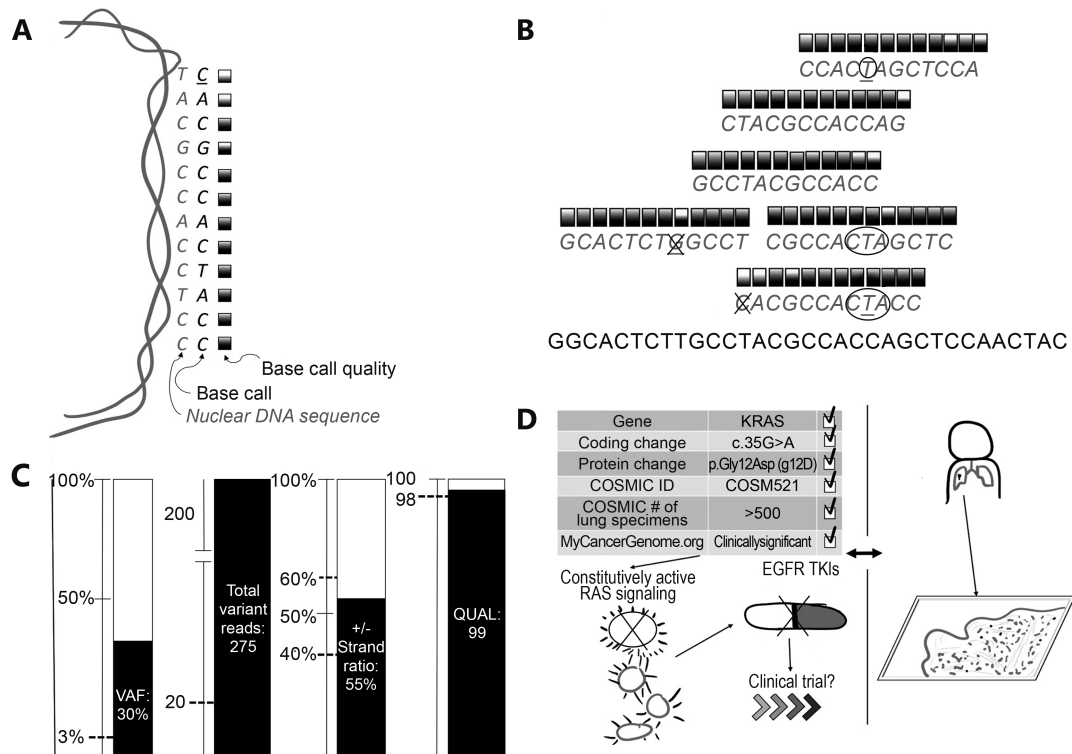 A
T C
A A
C C
G G
C C
C C
A A
C C
C T
T A
C C
C C
Base call quality
Base call
Nuclear DNA sequence
B
CCACTAGCTCCA
CTACGCCACCAG
GCCTACGCCACC
GCACTCTGGCCT CGCCACTAGCTC
CACGCCACTACC
GGCACTCTTGCCTACGCCACCAGCTCCAACTAC
C
100%
50%
3%
VAF:
30%
200
20
Total
variant
reads:
275
100%
60%
50%
40%
+/-
Strand
ratio:
55%
100
98
QUAL:
99
D
Gene KRAS
Coding change c.35G>A
Protein change p.Gly12Asp (g12D)
COSMIC ID COSM521
COSMIC # of
lung specimens >500
MyCancerGenome.org Clinicallysignificant
Constitutively active
RAS signaling
EGFR TKIs
Clinical trial?